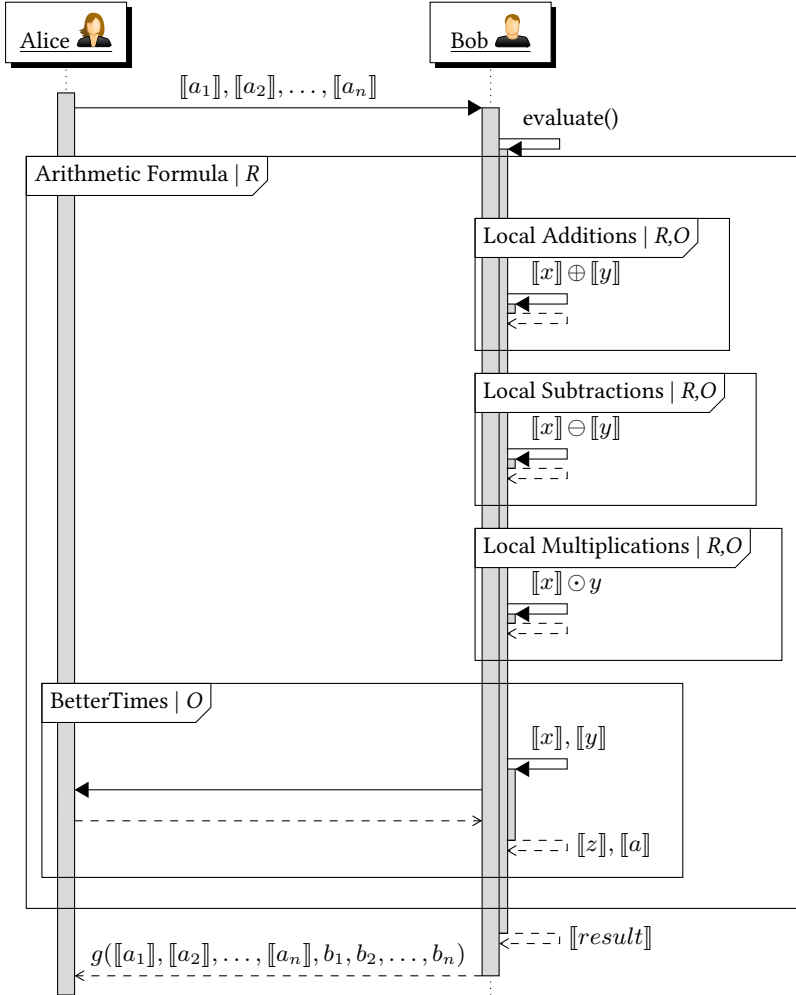 Alice
Bob
⟦a₁⟧, ⟦a₂⟧, . . . , ⟦aₙ⟧
evaluate()
Arithmetic Formula | R
Local Additions | R,O
⟦x⟧ ⊕ ⟦y⟧
Local Subtractions | R,O
⟦x⟧ ⊖ ⟦y⟧
Local Multiplications | R,O
⟦x⟧ ⊙ y
BetterTimes | O
⟦x⟧, ⟦y⟧
⟦z⟧, ⟦a⟧
⟦result⟧
g(⟦a₁⟧, ⟦a₂⟧, . . . , ⟦aₙ⟧, b₁, b₂, . . . , bₙ)